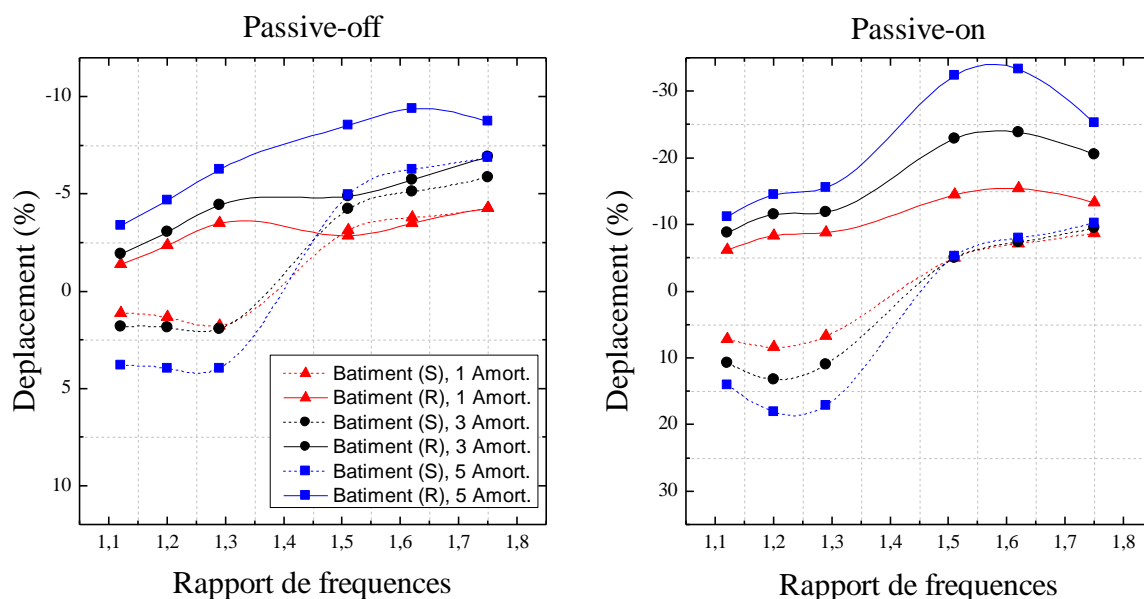 Passive-off
Deplacement (%)
-10
-5
0
5
10
Batiment (S), 1 Amort.
Batiment (R), 1 Amort.
Batiment (S), 3 Amort.
Batiment (R), 3 Amort.
Batiment (S), 5 Amort.
Batiment (R), 5 Amort.
1,1 1,2 1,3 1,4 1,5 1,6 1,7 1,8
Rapport de frequences
Passive-on
Deplacement (%)
-30
-20
-10
0
10
20
30
1,1 1,2 1,3 1,4 1,5 1,6 1,7 1,8
Rapport de frequences